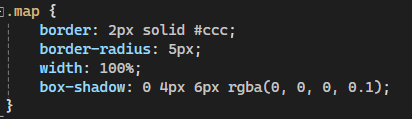 .map {
    border: 2px solid #ccc;
    border-radius: 5px;
    width: 100%;
    box-shadow: 0 4px 6px rgba(0, 0, 0, 0.1);
}